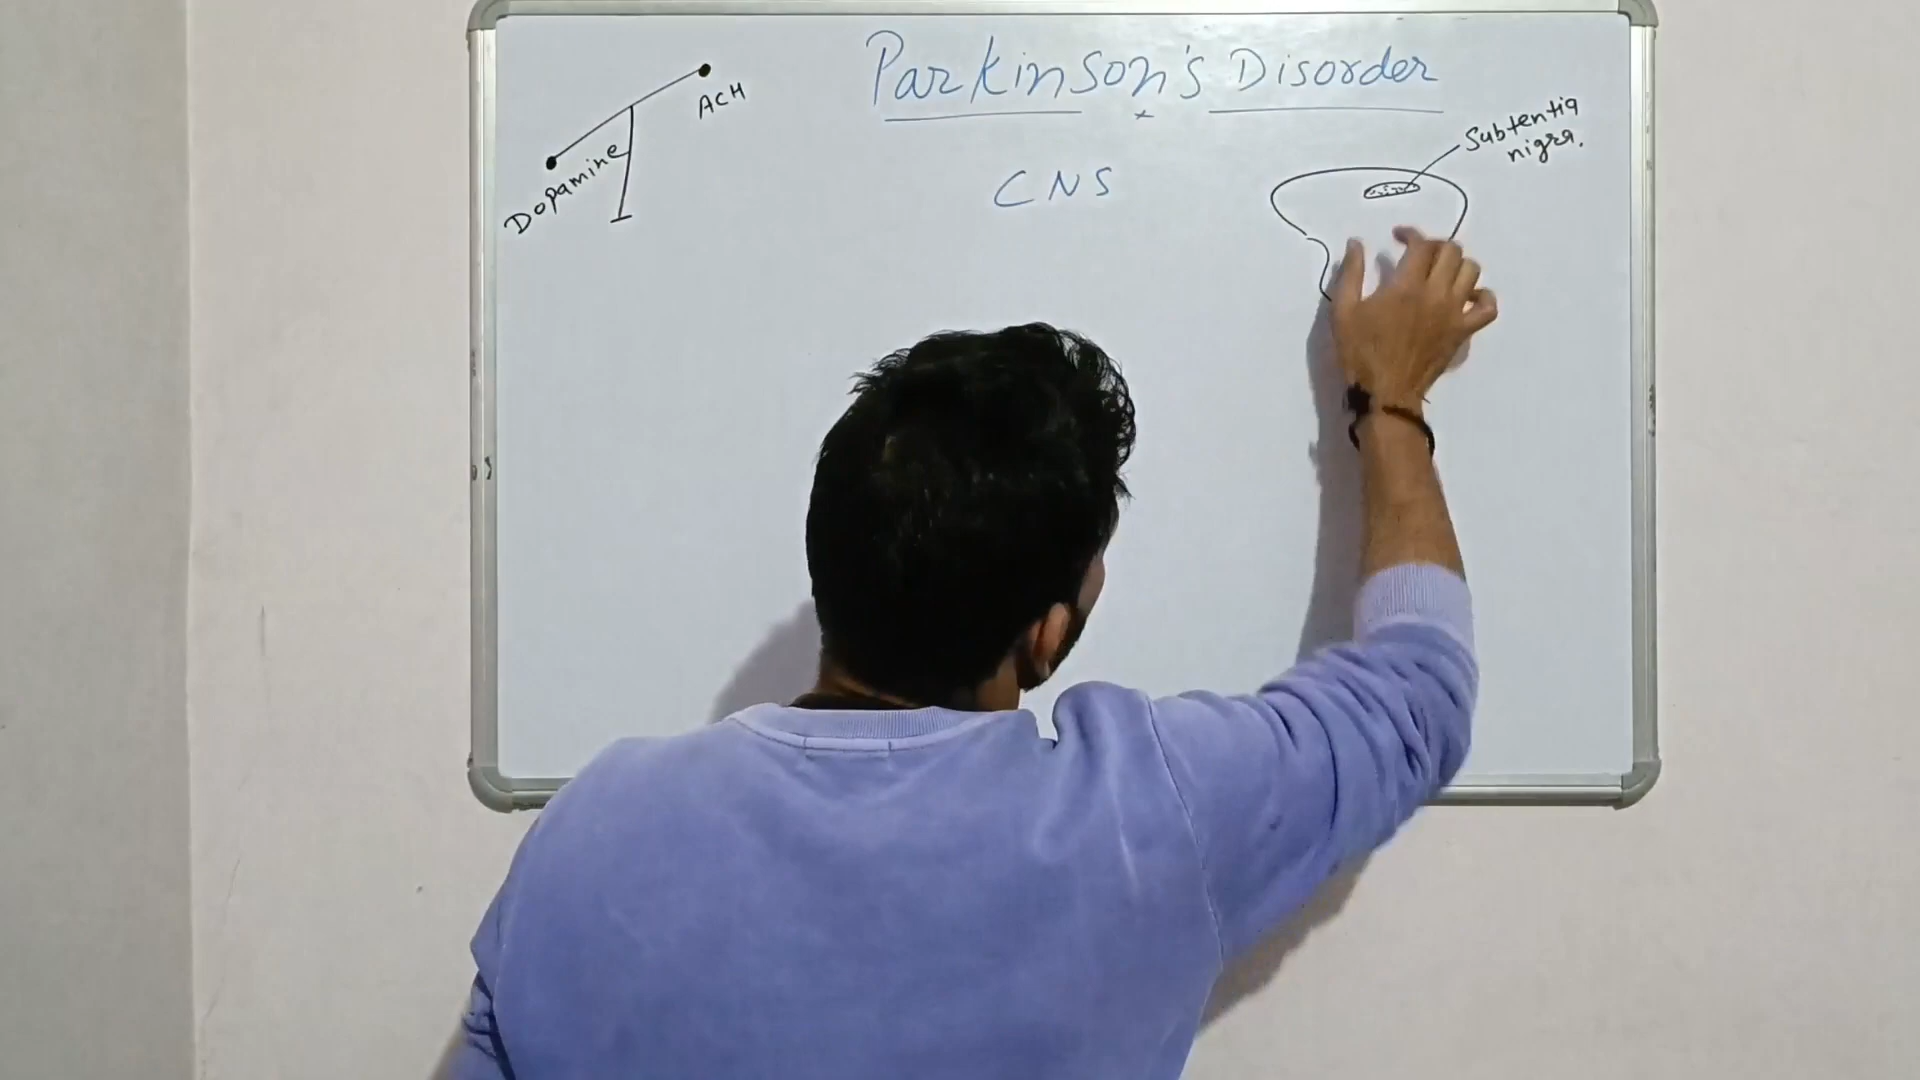 Parkinson's Disorder
ACH
Dopamine
CNS
Subtentia
nigra.